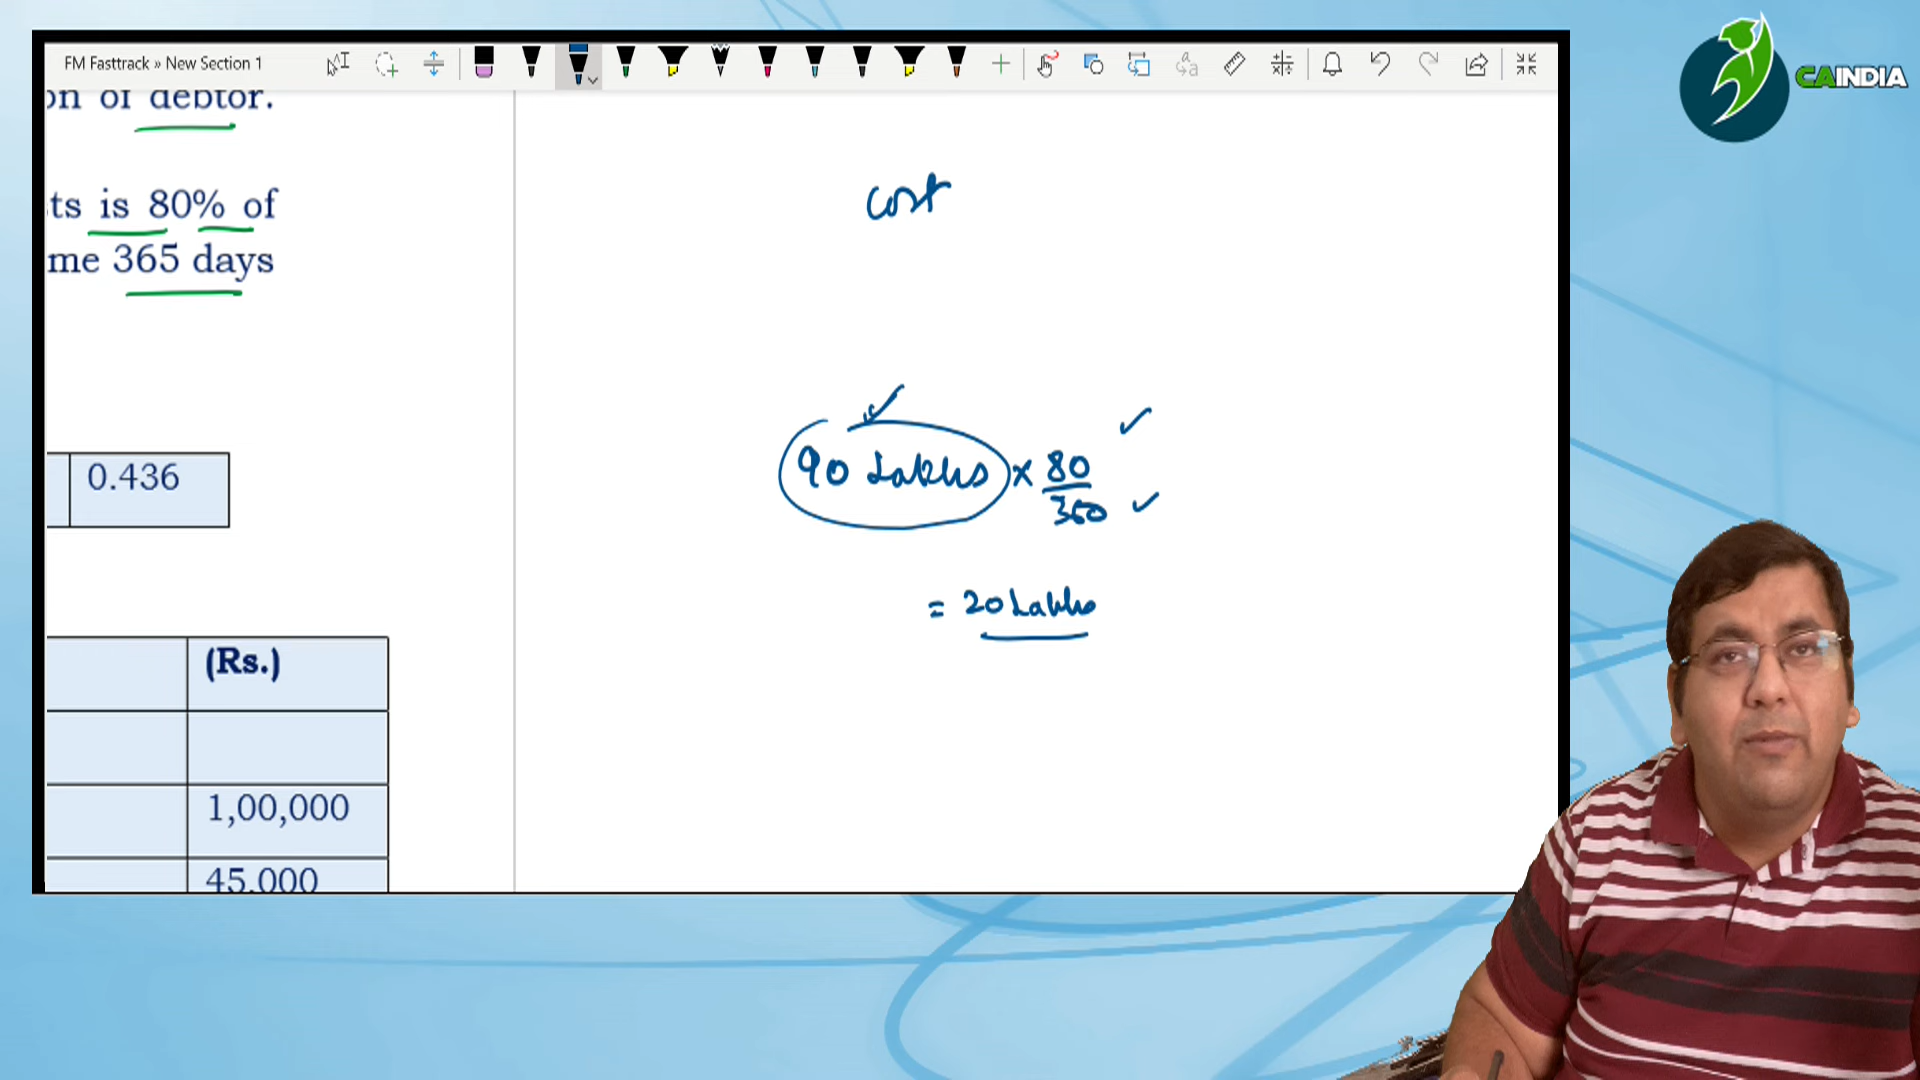 FM Fasttrack » New Section 1
CAINDIA
on of debtor.
ts is 80% of
me 365 days
0.436
(Rs.)
1,00,000
45,000
cost
90 Lakhs × 80
360
= 20 Lakhs